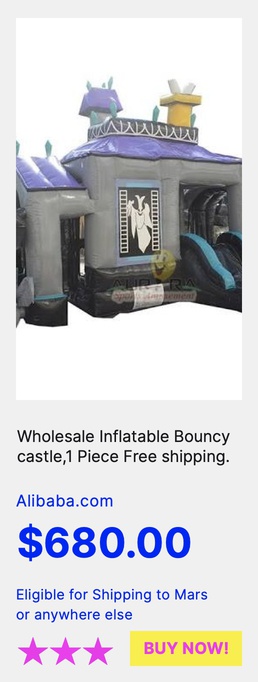 Wholesale Inflatable Bouncy
castle,1 Piece Free shipping.
Alibaba.com
$680.00
Eligible for Shipping to Mars
or anywhere else
BUY NOW!